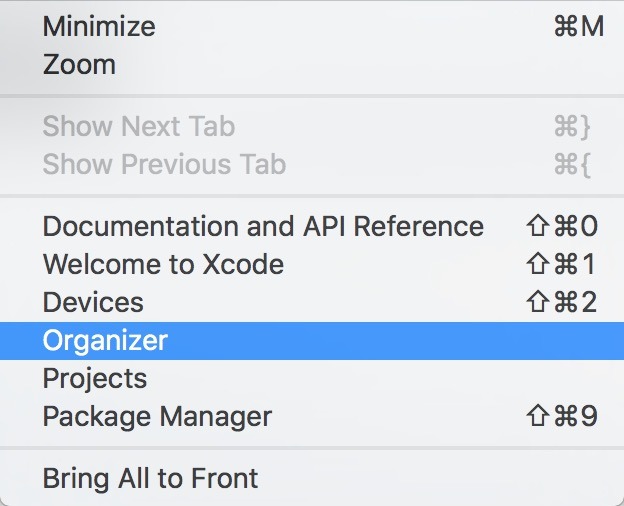 Minimize ⌘M
Zoom
Show Next Tab ⌘}
Show Previous Tab ⌘{
Documentation and API Reference ⇧⌘0
Welcome to Xcode ⇧⌘1
Devices ⇧⌘2
Organizer
Projects
Package Manager ⇧⌘9
Bring All to Front